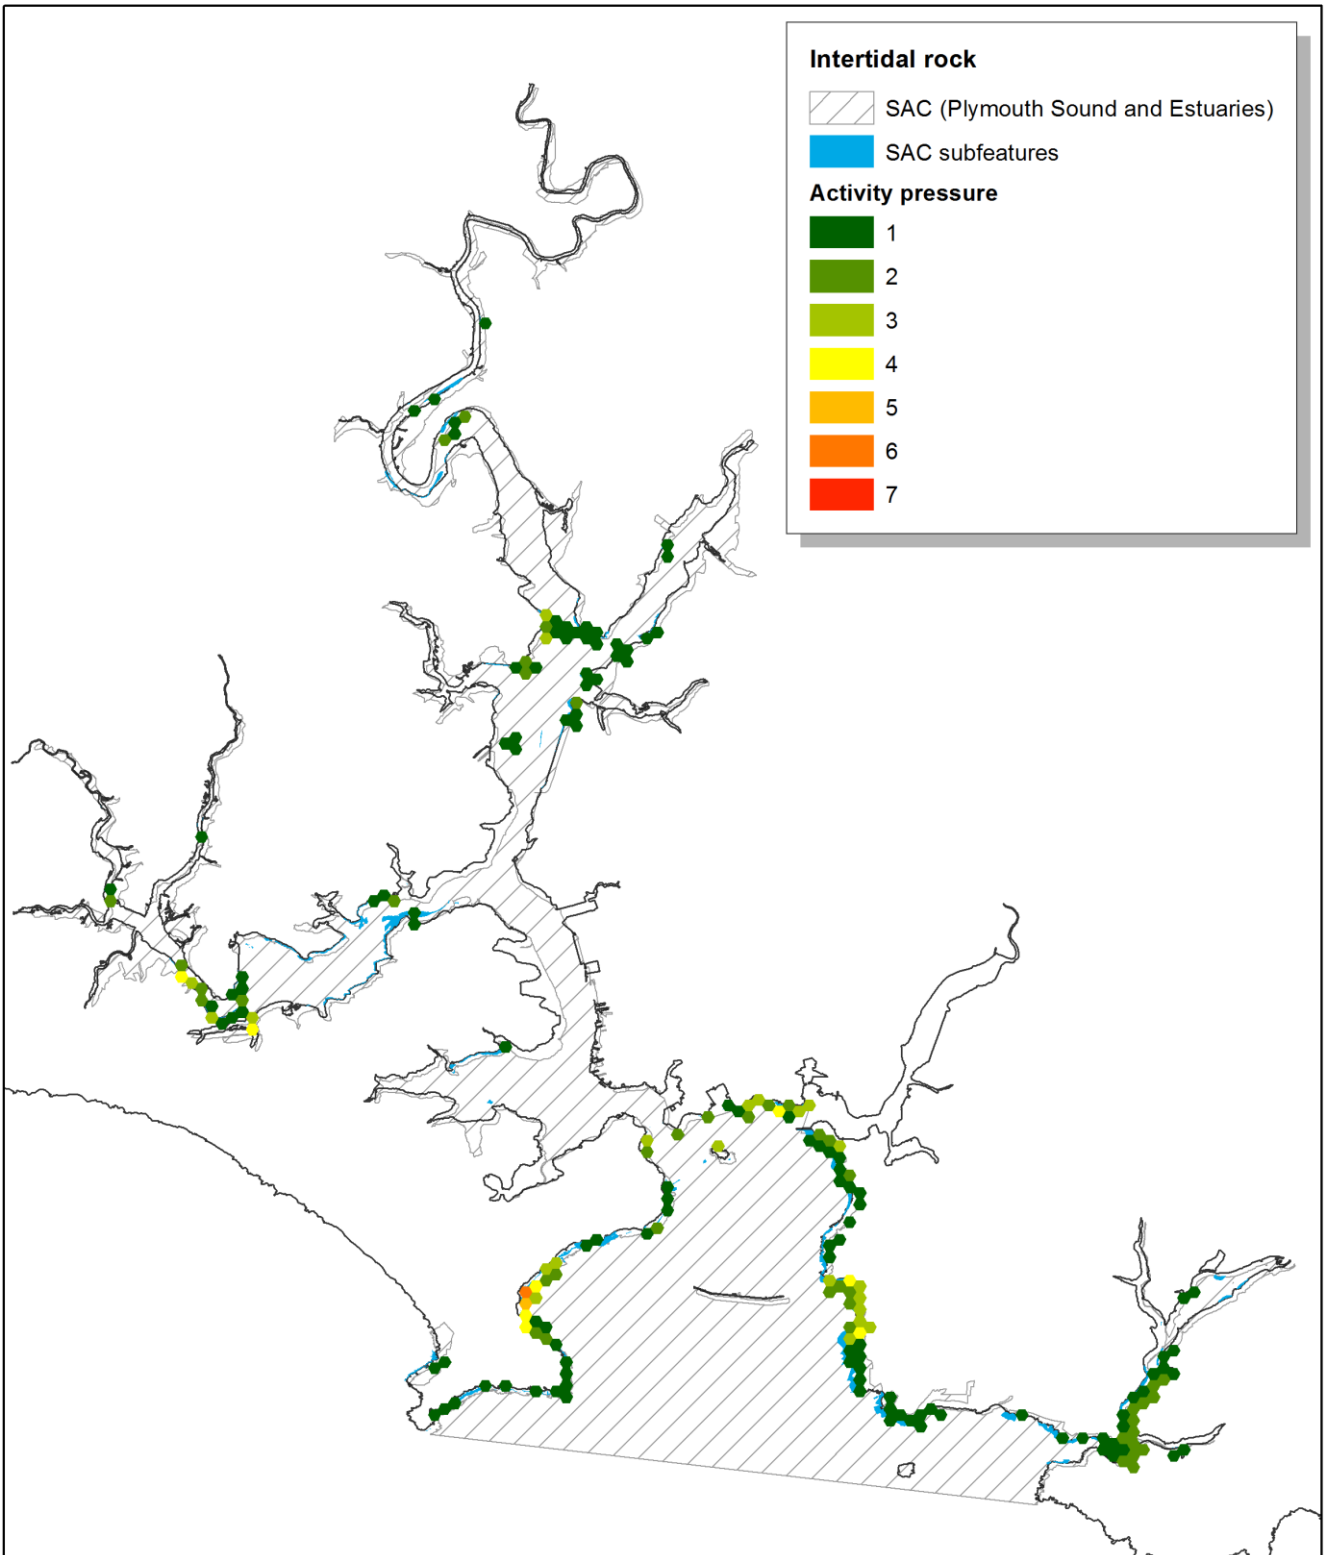 Intertidal rock
SAC (Plymouth Sound and Estuaries)
SAC subfeatures
Activity pressure
1
2
3
4
5
6
7